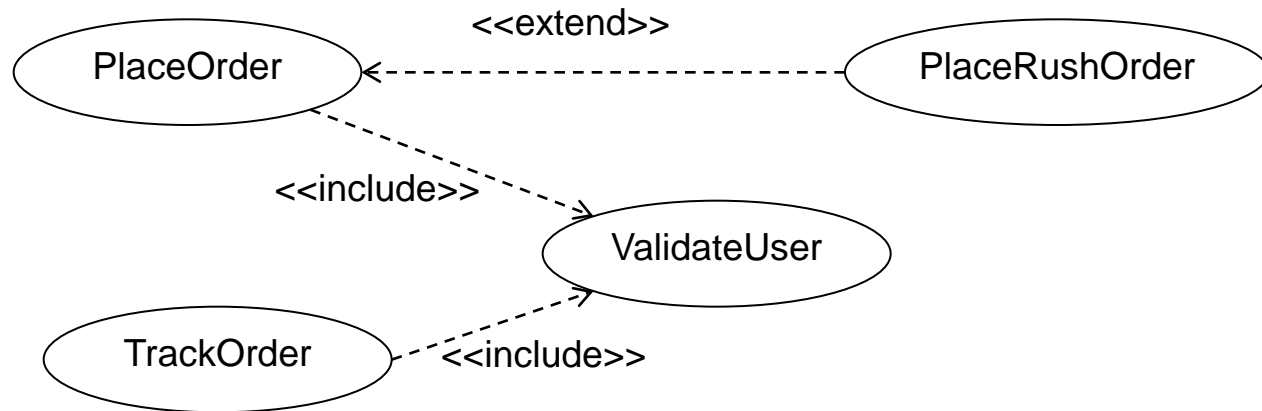 <<extend>>
PlaceOrder
PlaceRushOrder
<<include>>
ValidateUser
TrackOrder
<<include>>